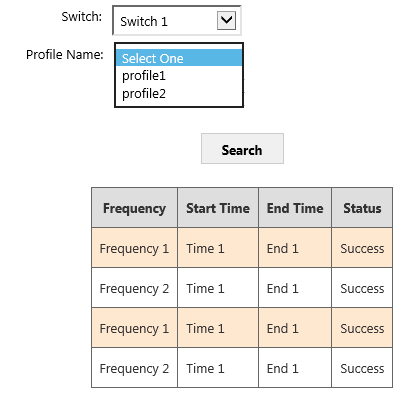 Switch: Switch 1
Profile Name: Select One
profile1
profile2
Search
Frequency Start Time End Time Status
Frequency 1 Time 1 End 1 Success
Frequency 2 Time 1 End 1 Success
Frequency 1 Time 1 End 1 Success
Frequency 2 Time 1 End 1 Success